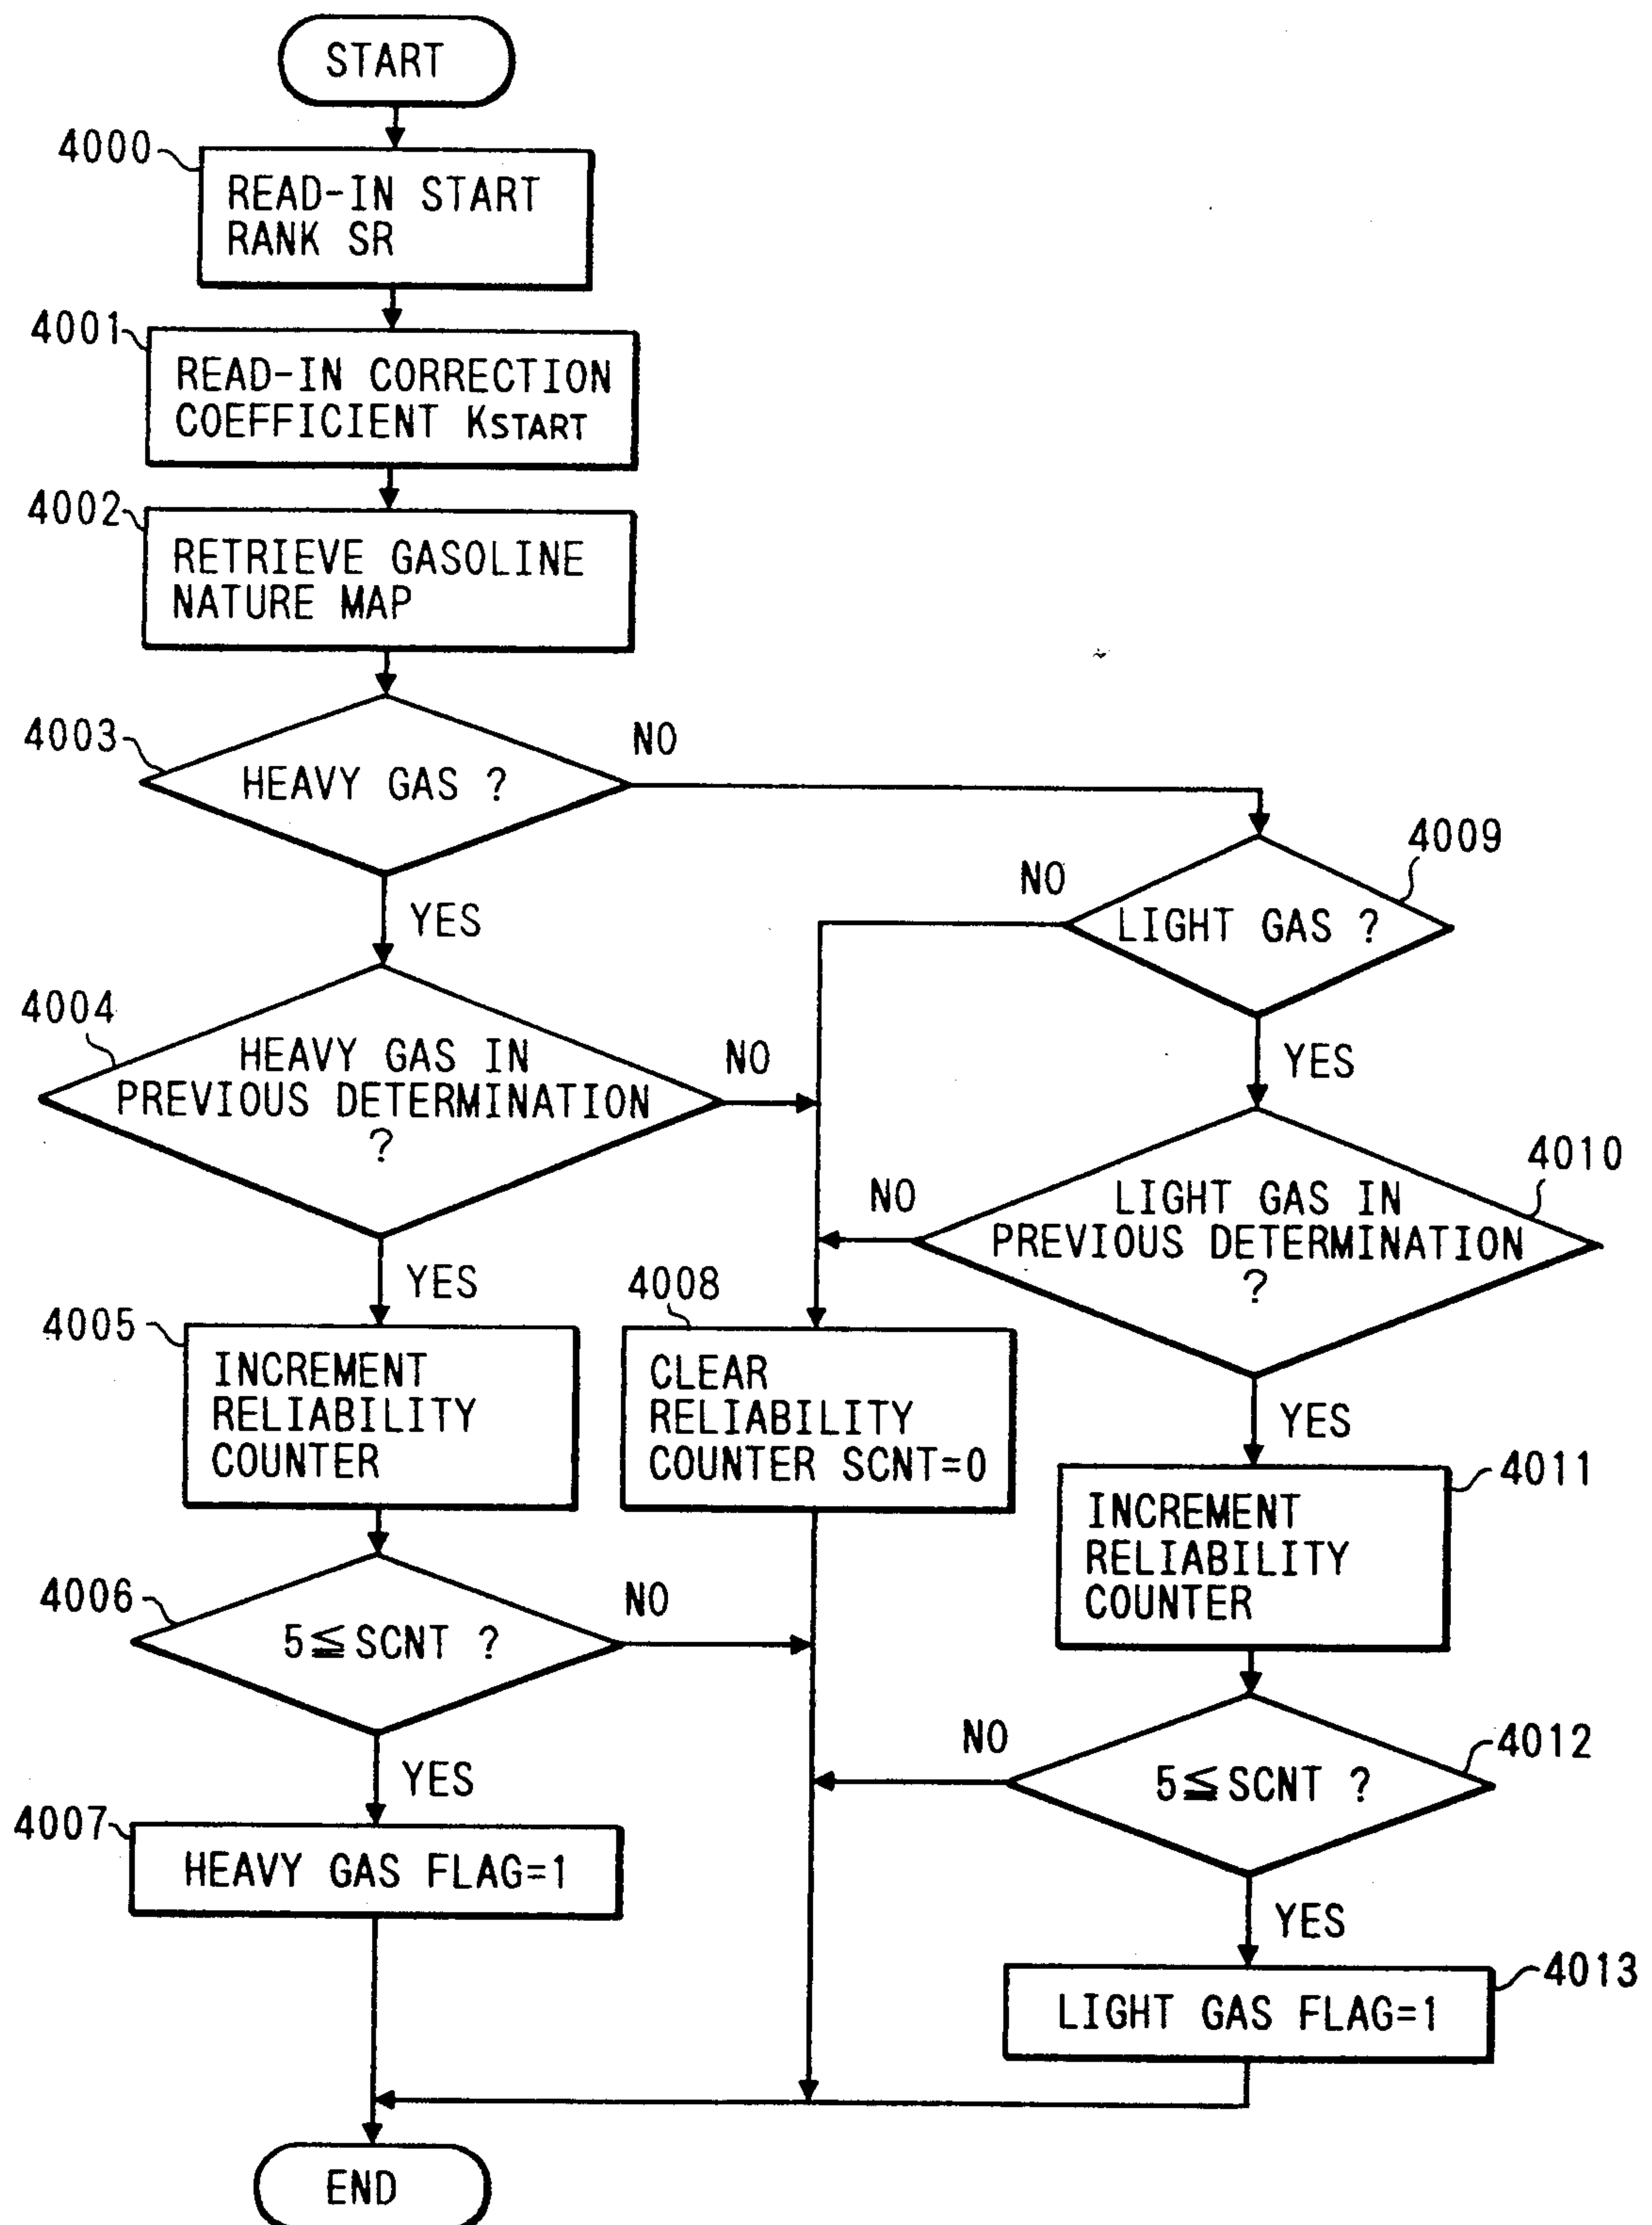 START
4000
READ-IN START
RANK SR
4001
READ-IN CORRECTION
COEFFICIENT KSTART
4002
RETRIEVE GASOLINE
NATURE MAP
4003
HEAVY GAS ?
NO
YES
4009
LIGHT GAS ?
NO
YES
4004
HEAVY GAS IN
PREVIOUS DETERMINATION
?
NO
YES
4010
LIGHT GAS IN
PREVIOUS DETERMINATION
?
NO
YES
4005
INCREMENT
RELIABILITY
COUNTER
4008
CLEAR
RELIABILITY
COUNTER SCNT=0
4011
INCREMENT
RELIABILITY
COUNTER
4006
5≦SCNT ?
NO
YES
4012
5≦SCNT ?
NO
YES
4007
HEAVY GAS FLAG=1
4013
LIGHT GAS FLAG=1
END